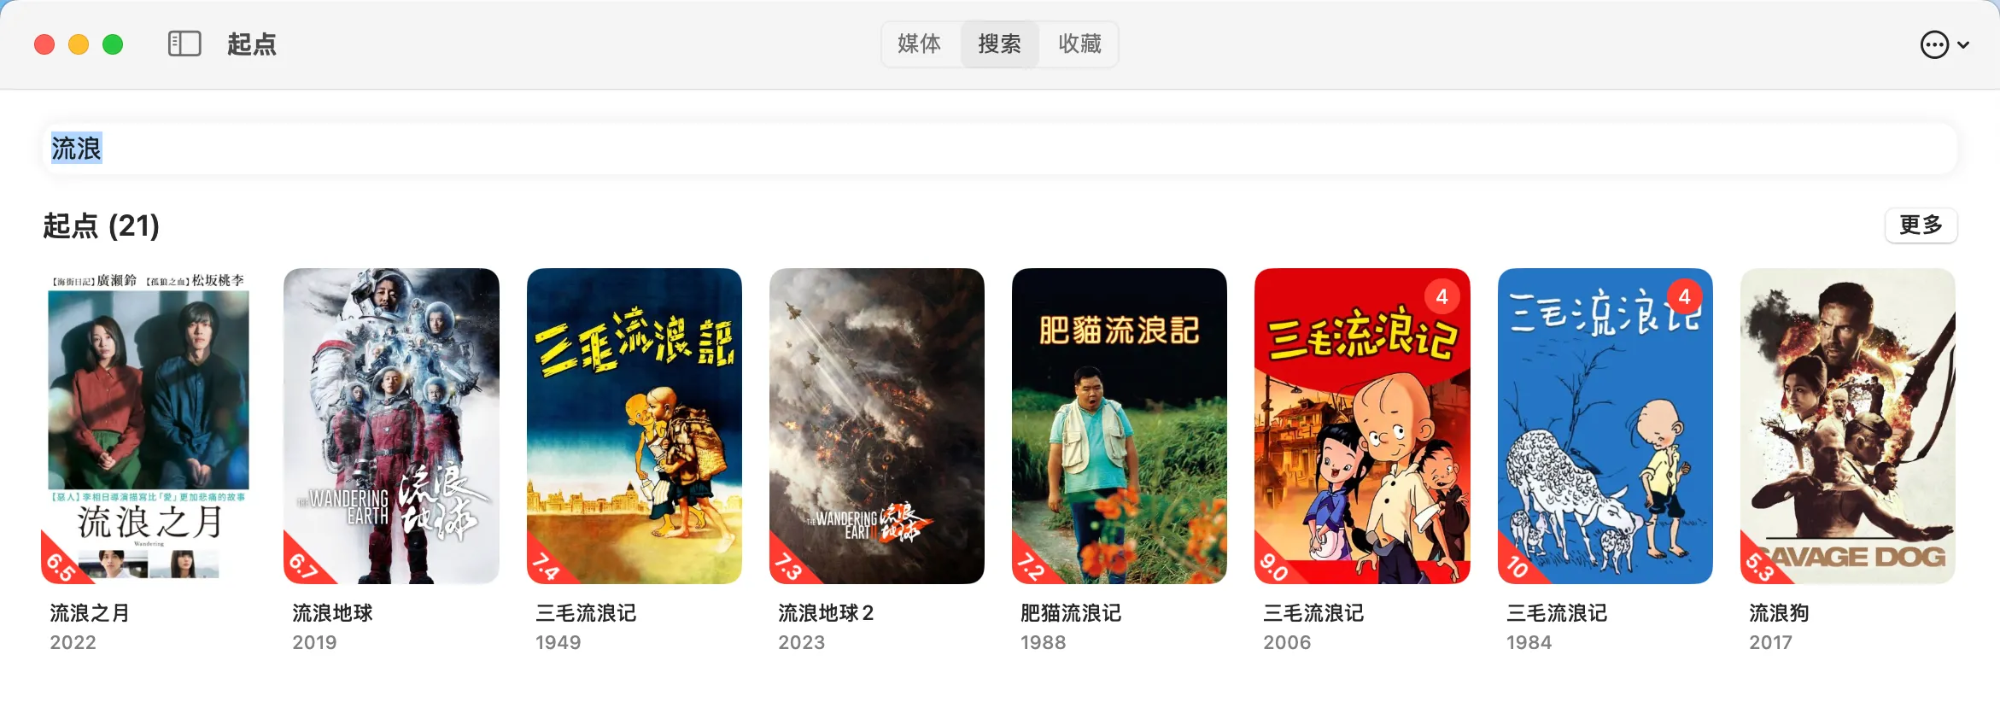 起点
媒体
搜索
收藏
流浪
起点 (21)
更多
【海街日記】廣瀨鈴 【孤狼之血】松坂桃李
【惡人】李相日導演描寫比「愛」更加悲痛的故事
流浪之月
Wandering
6.5
流浪之月
2022
THE WANDERING EARTH
流浪地球
6.7
流浪地球
2019
三毛流浪記
7.4
三毛流浪记
1949
THE WANDERING EARTH II
流浪地球
7.3
流浪地球 2
2023
肥貓流浪記
7.2
肥猫流浪记
1988
4
三毛流浪记
9.0
三毛流浪记
2006
4
三毛流浪记
10
三毛流浪记
1984
SAVAGE DOG
5.3
流浪狗
2017